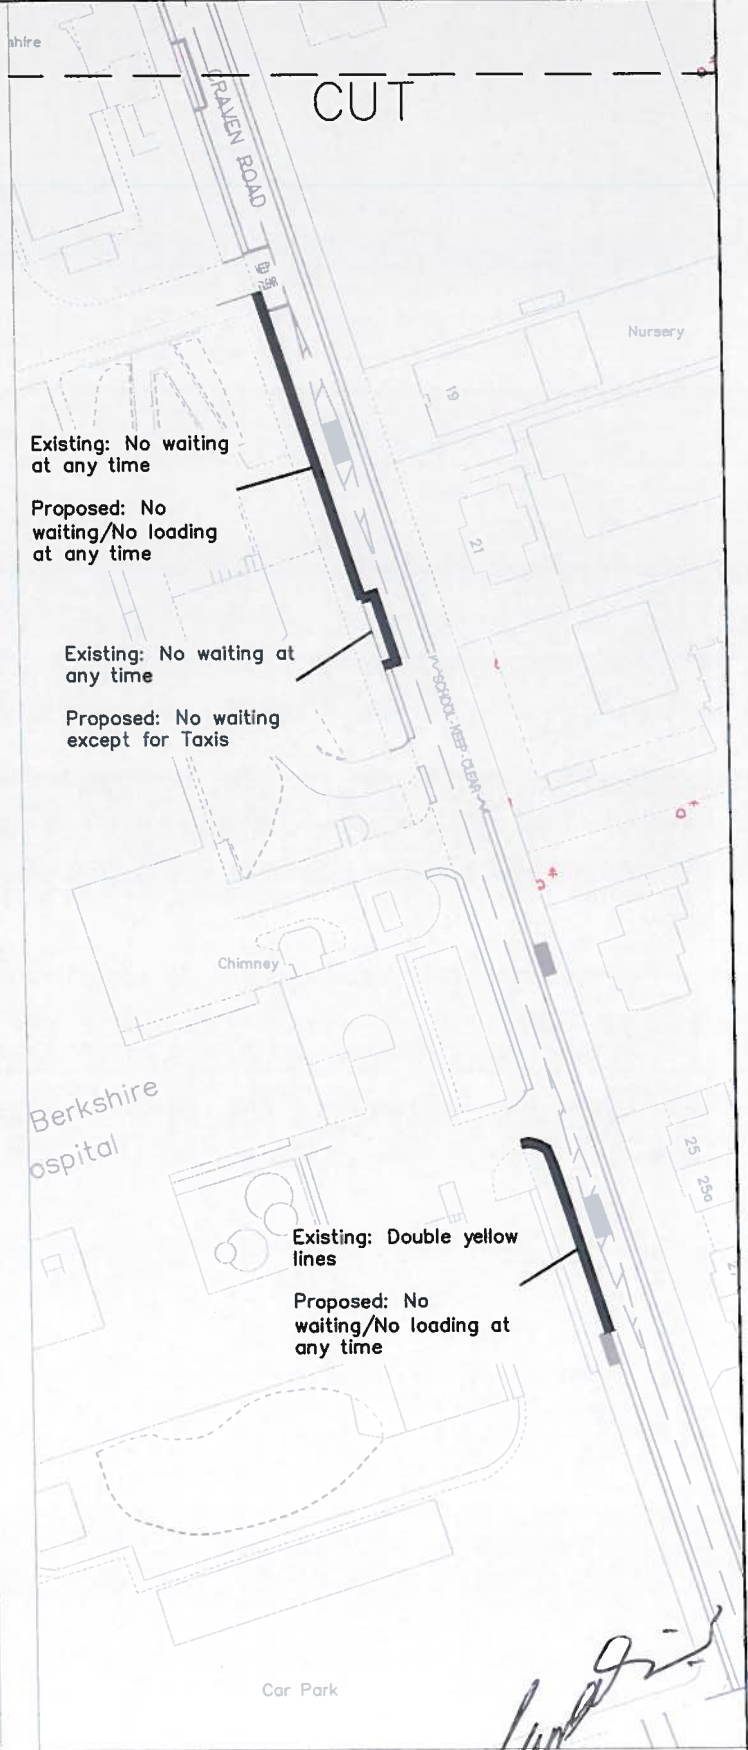 shire
CUT
CRAVEN ROAD
Nursery
19
Existing: No waiting
at any time
Proposed: No
waiting/No loading
at any time
21
Existing: No waiting at
any time
Proposed: No waiting
except for Taxis
SCHOOL KEEP CLEAR
Chimney
Berkshire
ospital
25
25a
Existing: Double yellow
lines
Proposed: No
waiting/No loading at
any time
Car Park